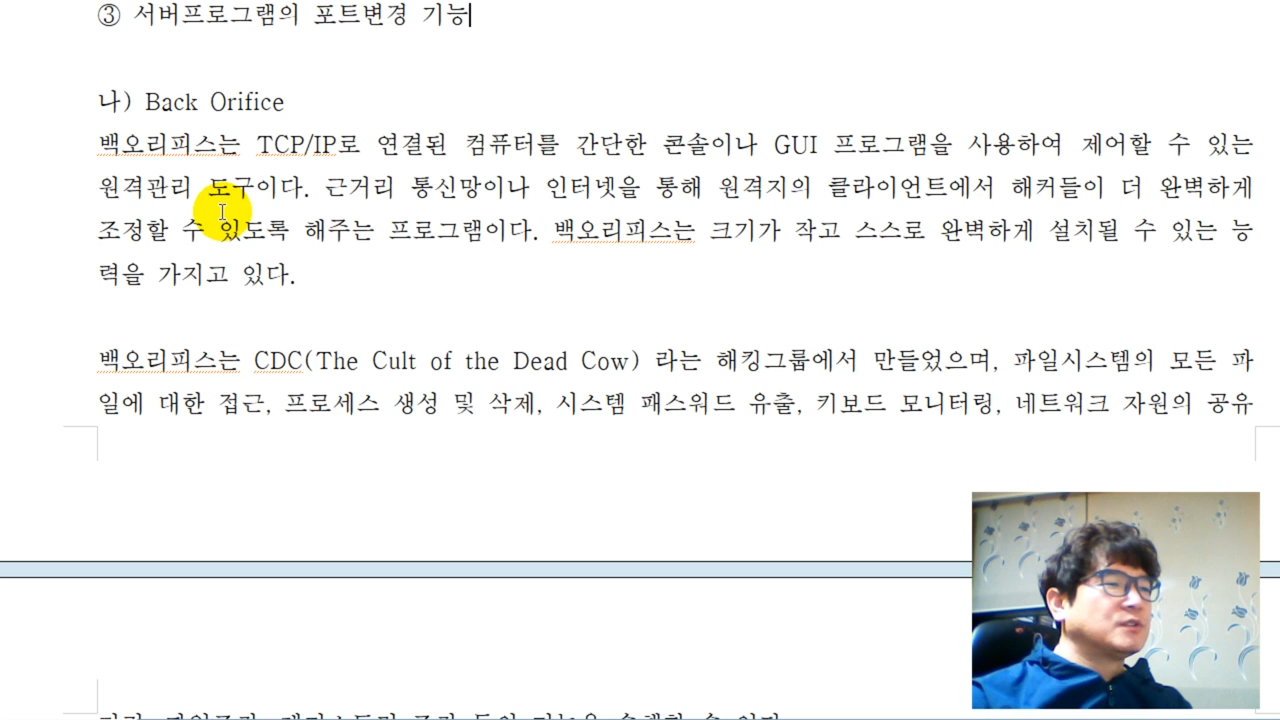 ③ 서버프로그램의 포트변경 기능
나) Back Orifice
백오리피스는 TCP/IP로 연결된 컴퓨터를 간단한 콘솔이나 GUI 프로그램을 사용하여 제어할 수 있는
원격관리 도구이다. 근거리 통신망이나 인터넷을 통해 원격지의 클라이언트에서 해커들이 더 완벽하게
조정할 수 있도록 해주는 프로그램이다. 백오리피스는 크기가 작고 스스로 완벽하게 설치될 수 있는 능
력을 가지고 있다.
백오리피스는 CDC(The Cult of the Dead Cow) 라는 해킹그룹에서 만들었으며, 파일시스템의 모든 파
일에 대한 접근, 프로세스 생성 및 삭제, 시스템 패스워드 유출, 키보드 모니터링, 네트워크 자원의 공유